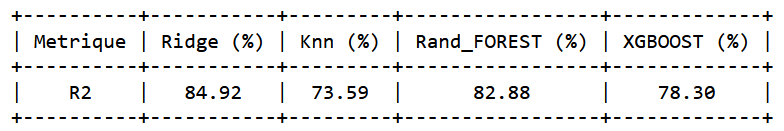 Metrique | Ridge (%) | Knn (%) | Rand_FOREST (%) | XGBOOST (%)
R2 | 84.92 | 73.59 | 82.88 | 78.30